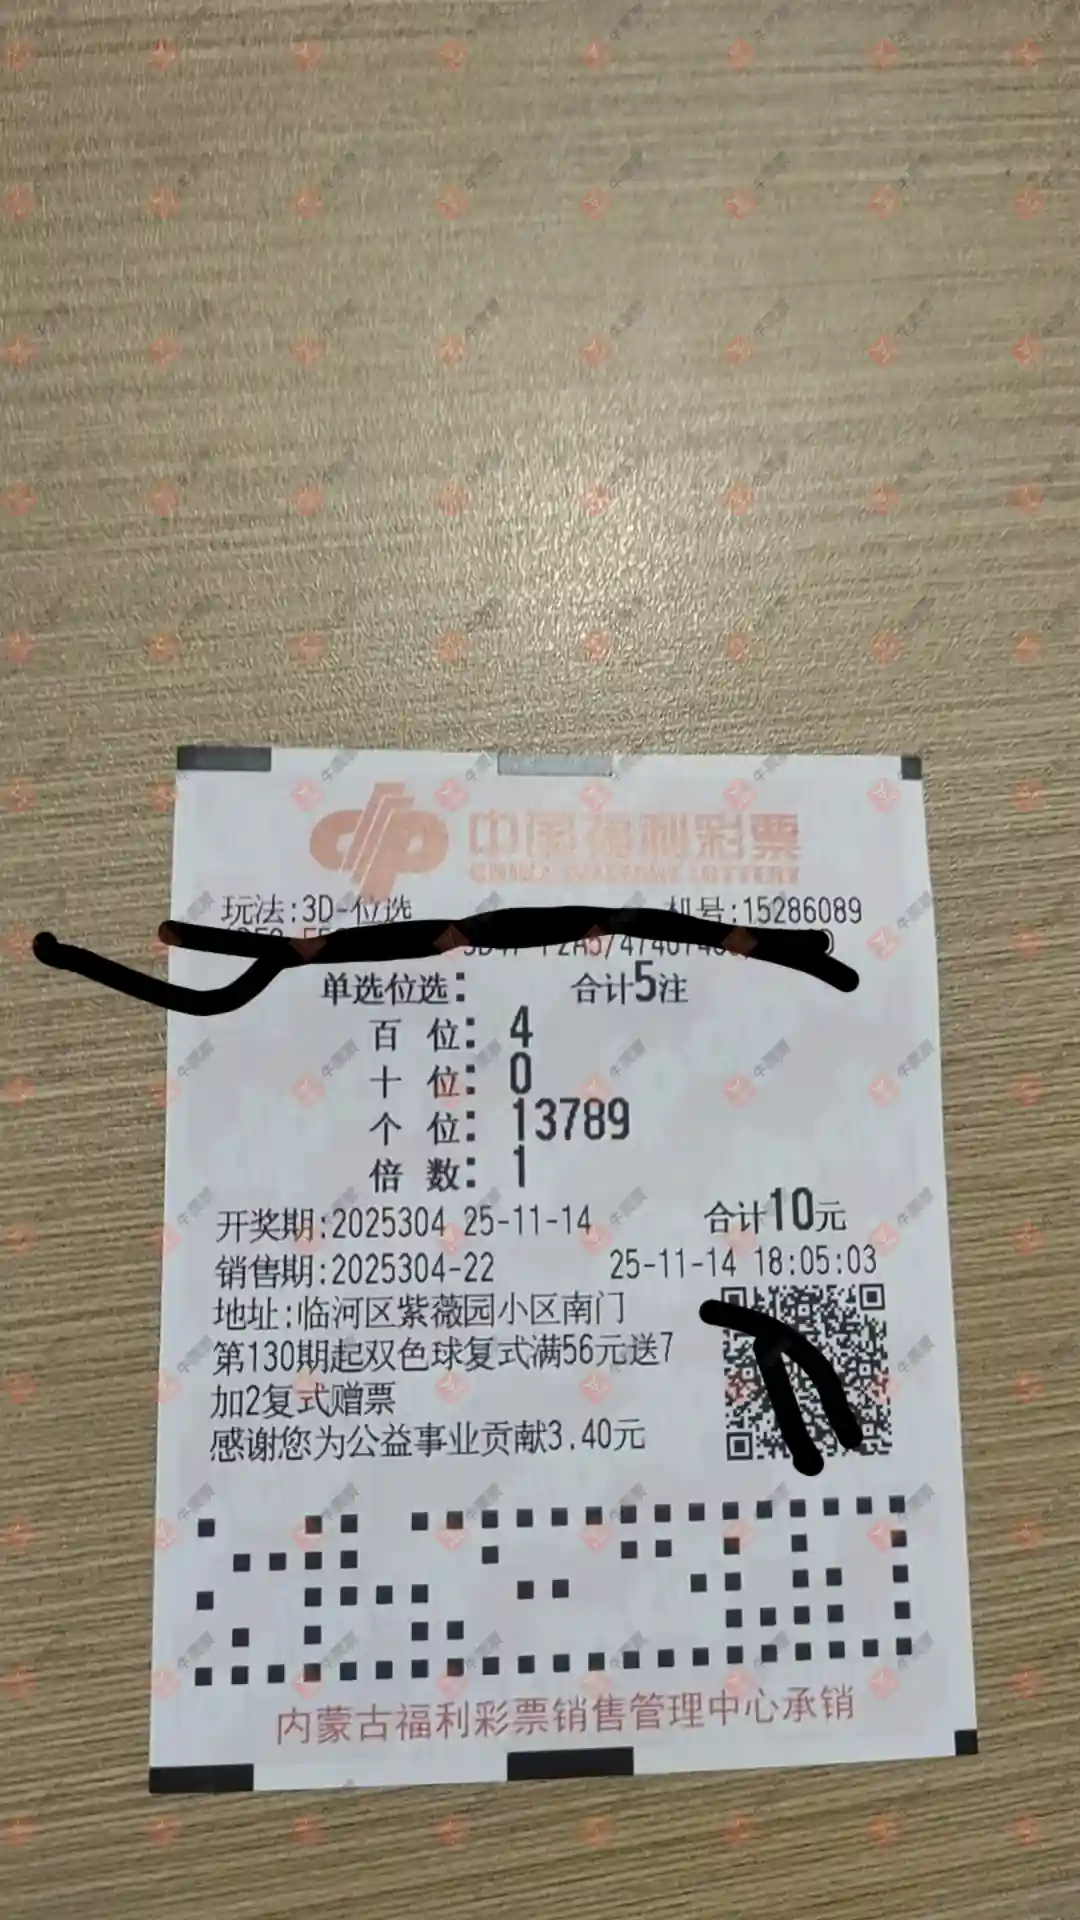 中国福利彩票
CHINA WELFARE LOTTERY
玩法:3D-位选 机号:15286089
单选位选: 合计5注
百 位: 4
十 位: 0
个 位: 13789
倍 数: 1
开奖期:2025304 25-11-14 合计10元
销售期:2025304-22 25-11-14 18:05:03
地址:临河区紫薇园小区南门
第130期起双色球复式满56元送7
加2复式赠票
感谢您为公益事业贡献3.40元
内蒙古福利彩票销售管理中心承销